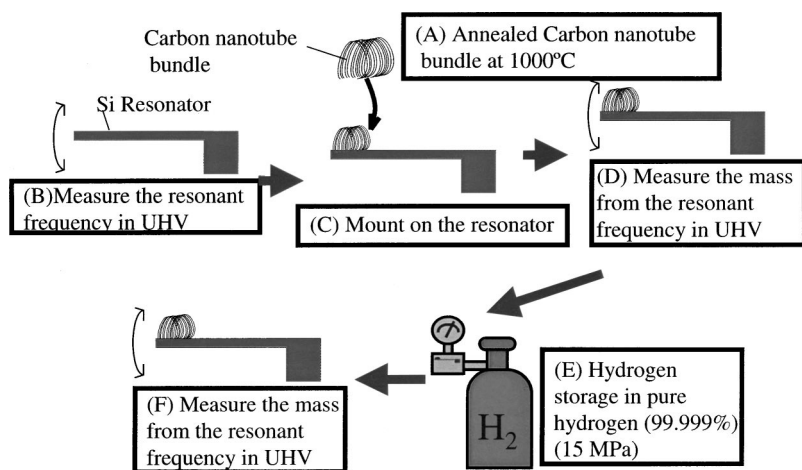 Carbon nanotube
bundle
(A) Annealed Carbon nanotube
bundle at 1000ºC
Si Resonator
(B)Measure the resonant
frequency in UHV
(C) Mount on the resonator
(D) Measure the mass
from the resonant
frequency in UHV
(E) Hydrogen
storage in pure
hydrogen (99.999%)
(15 MPa)
H2
(F) Measure the mass
from the resonant
frequency in UHV